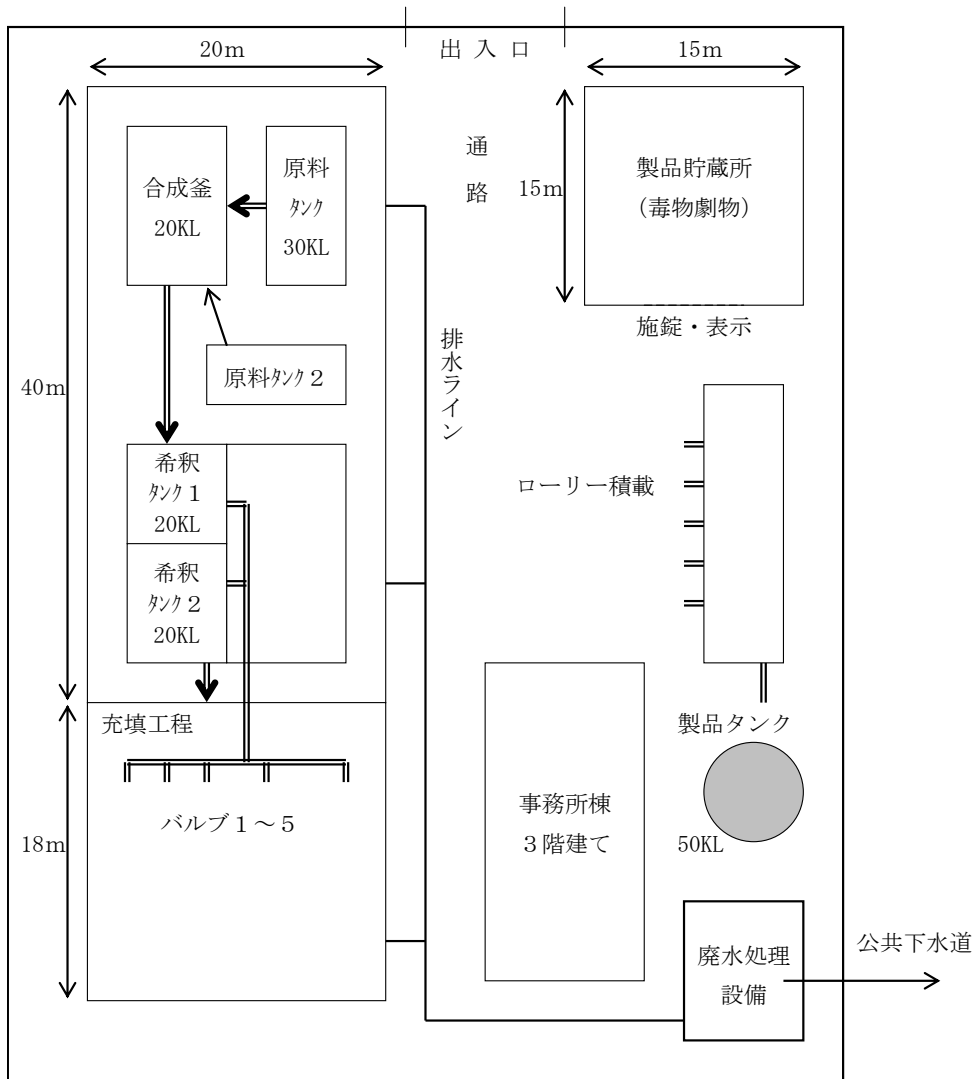 出 入 口
20m
15m
通
路
15m
40m
合成釜
20KL
原料
ﾀﾝｸ
30KL
製品貯蔵所
（毒物劇物）
施錠・表示
原料ﾀﾝｸ２
排水ライン
希釈
ﾀﾝｸ１
20KL
希釈
ﾀﾝｸ２
20KL
ローリー積載
充填工程
バルブ１～５
18m
製品タンク
50KL
事務所棟
３階建て
廃水処理
設備
公共下水道